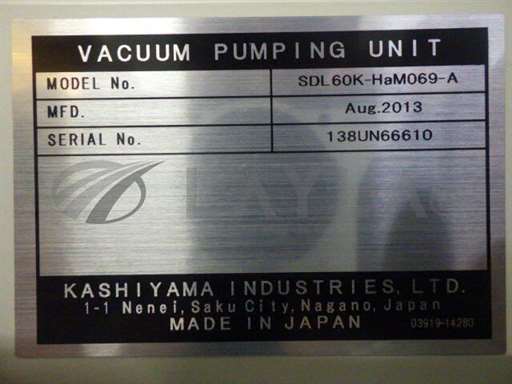 VACUUM PUMPING UNIT
MODEL No. SDL60K-HaM069-A
MFD. Aug.2013
SERIAL No. 138UN66610
KASHIYAMA INDUSTRIES, LTD.
1-1 Nenei, Saku City, Nagano, Japan
MADE IN JAPAN 03919-14283